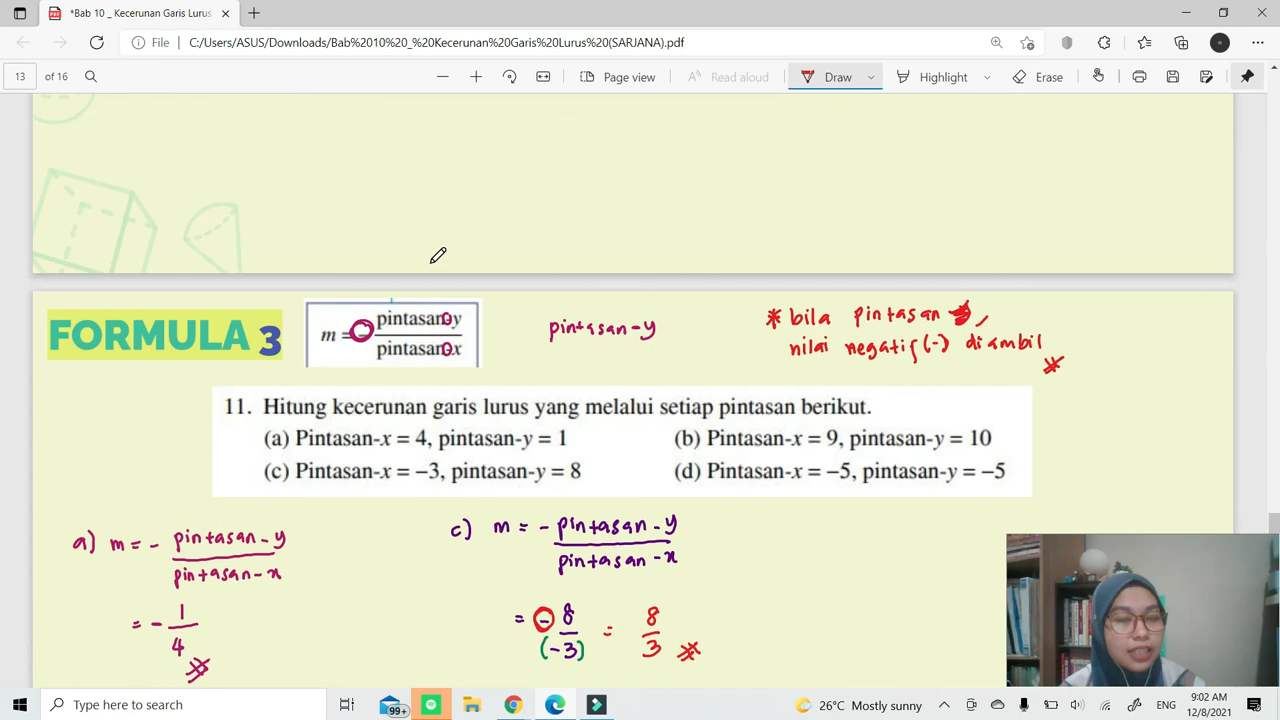 *Bab 10 _ Kecerunan Garis Lurus
File C:/Users/ASUS/Downloads/Bab%2010%20_%20Kecerunan%20Garis%20Lurus%20(SARJANA).pdf
13 of 16 Page view Read aloud Draw Highlight Erase
FORMULA 3
m = − pintasan-y / pintasan-x
pintasan-y
* bila pintasan ,
nilai negatif (-) diambil *
11. Hitung kecerunan garis lurus yang melalui setiap pintasan berikut.
(a) Pintasan-x = 4, pintasan-y = 1 (b) Pintasan-x = 9, pintasan-y = 10
(c) Pintasan-x = −3, pintasan-y = 8 (d) Pintasan-x = −5, pintasan-y = −5
a) m = - pintasan-y / pintasan-x
= - 1/4
c) m = - pintasan-y / pintasan-x
= - 8/(-3) = 8/3 *
Type here to search
99+
26°C Mostly sunny
ENG
9:02 AM
12/8/2021